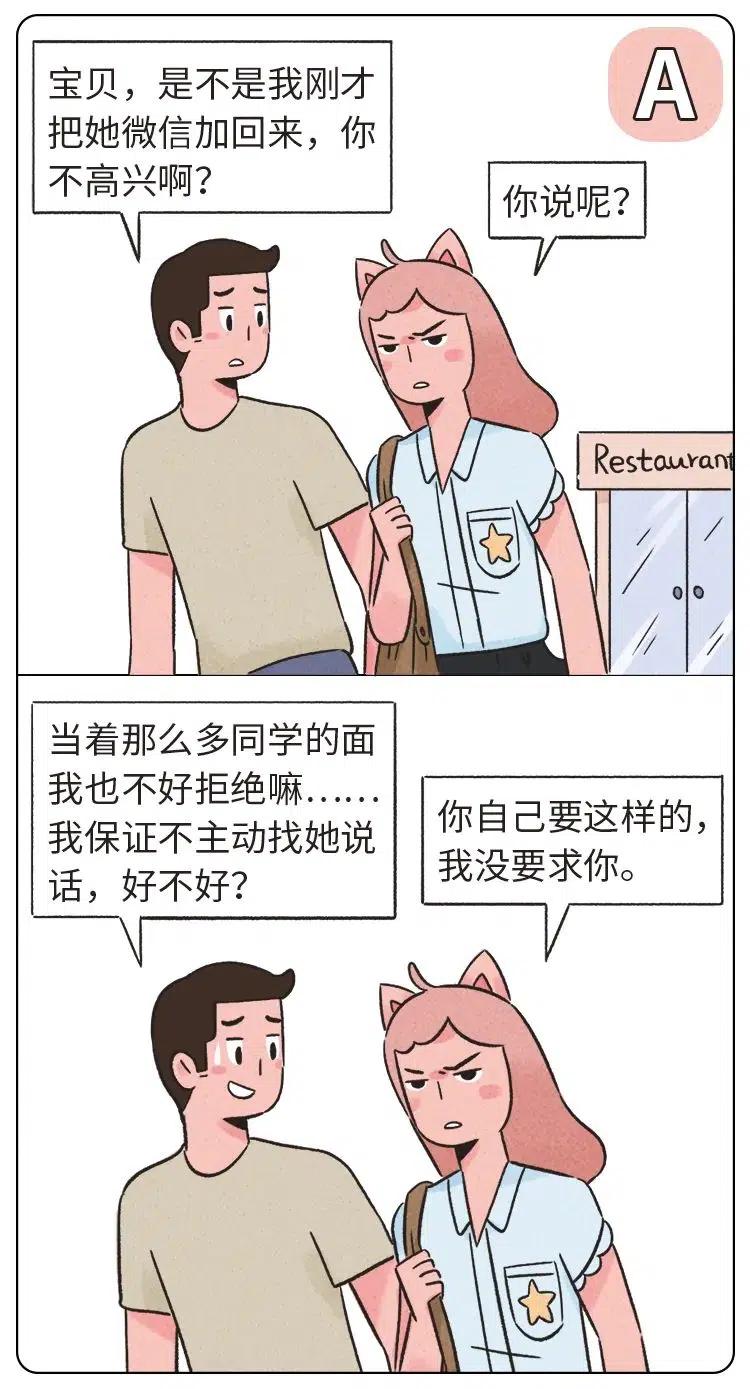 A
宝贝，是不是我刚才
把她微信加回来，你
不高兴啊？
你说呢？
Restaurant
当着那么多同学的面
我也不好拒绝嘛……
我保证不主动找她说
话，好不好？
你自己要这样的，
我没要求你。